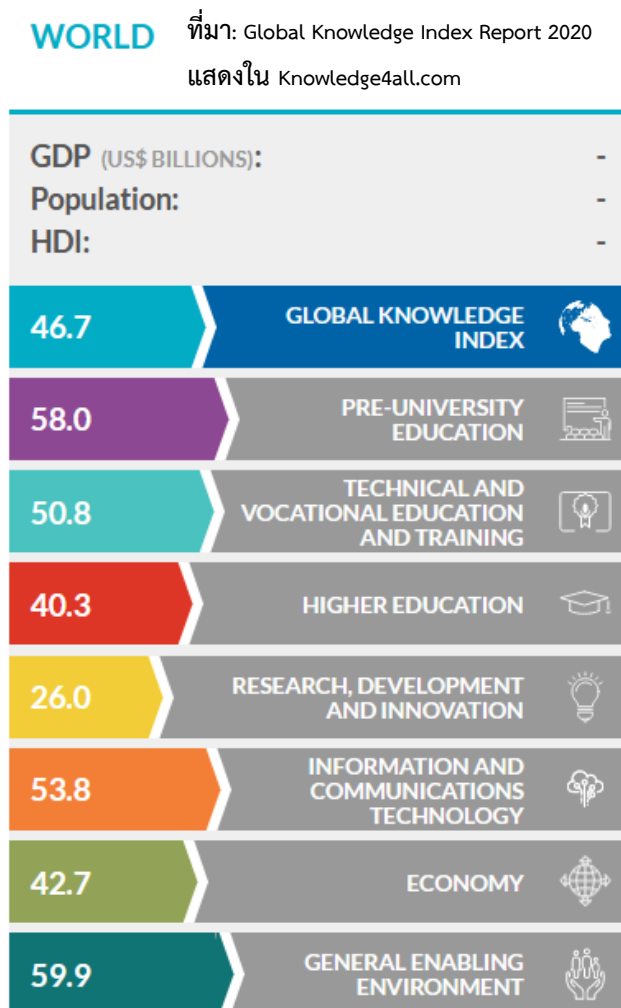 WORLD
ที่มา: Global Knowledge Index Report 2020
แสดงใน Knowledge4all.com
GDP (US$ BILLIONS): -
Population: -
HDI: -
46.7
GLOBAL KNOWLEDGE
INDEX
58.0
PRE-UNIVERSITY
EDUCATION
50.8
TECHNICAL AND
VOCATIONAL EDUCATION
AND TRAINING
40.3
HIGHER EDUCATION
26.0
RESEARCH, DEVELOPMENT
AND INNOVATION
53.8
INFORMATION AND
COMMUNICATIONS
TECHNOLOGY
42.7
ECONOMY
59.9
GENERAL ENABLING
ENVIRONMENT